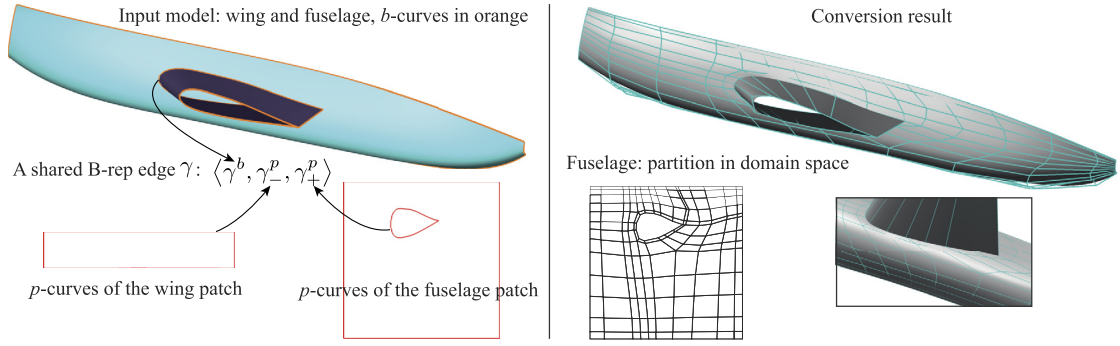 Input model: wing and fuselage, b-curves in orange
A shared B-rep edge γ: ⟨γ^b, γ^p_−, γ^p_+⟩
p-curves of the wing patch
p-curves of the fuselage patch
Conversion result
Fuselage: partition in domain space